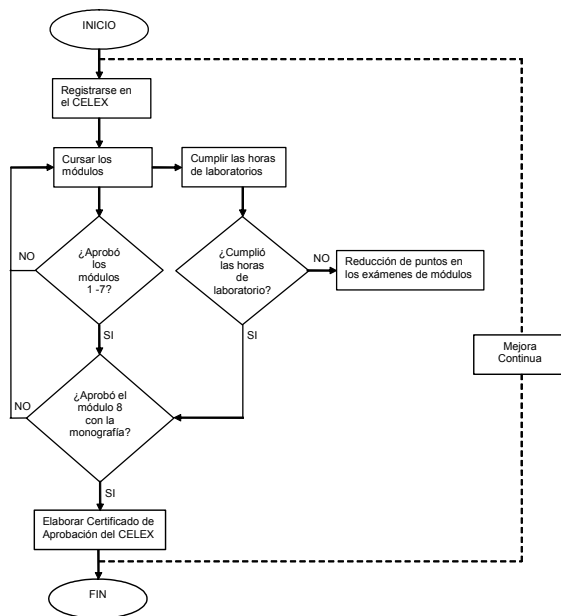 INICIO
Registrarse en
el CELEX
Cursar los
módulos
Cumplir las horas
de laboratorios
¿Aprobó
los
módulos
1 -7?
NO
¿Cumplió
las horas
de
laboratorio?
NO
Reducción de puntos en
los exámenes de módulos
SI
SI
Mejora
Continua
¿Aprobó el
módulo 8
con la
monografía?
NO
SI
Elaborar Certificado de
Aprobación del CELEX
FIN